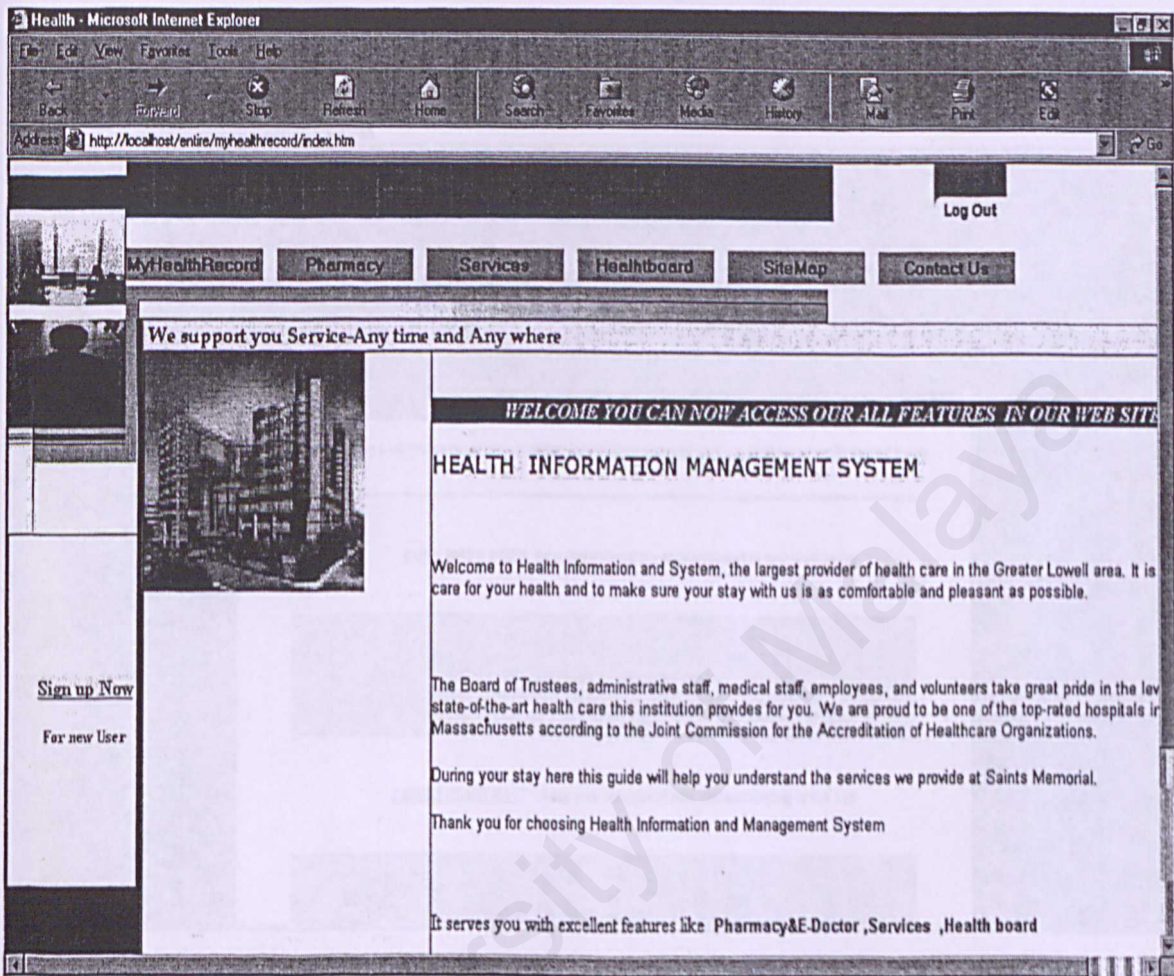 Health - Microsoft Internet Explorer
File Edit View Favorites Tools Help
Back Forward Stop Refresh Home Search Favorites Media History Mail Print Edit
Address http://localhost/entire/myhealthrecord/index.htm Go
Log Out
MyHealthRecord Pharmacy Services Healhtboard SiteMap Contact Us
We support you Service-Any time and Any where
WELCOME YOU CAN NOW ACCESS OUR ALL FEATURES IN OUR WEB SITE
HEALTH INFORMATION MANAGEMENT SYSTEM
Welcome to Health Information and System, the largest provider of health care in the Greater Lowell area. It is
care for your health and to make sure your stay with us is as comfortable and pleasant as possible.
Sign up Now
For new User
The Board of Trustees, administrative staff, medical staff, employees, and volunteers take great pride in the lev
state-of-the-art health care this institution provides for you. We are proud to be one of the top-rated hospitals in
Massachusetts according to the Joint Commission for the Accreditation of Healthcare Organizations.
During your stay here this guide will help you understand the services we provide at Saints Memorial.
Thank you for choosing Health Information and Management System
It serves you with excellent features like Pharmacy&E-Doctor ,Services ,Health board
rsity of Malaya